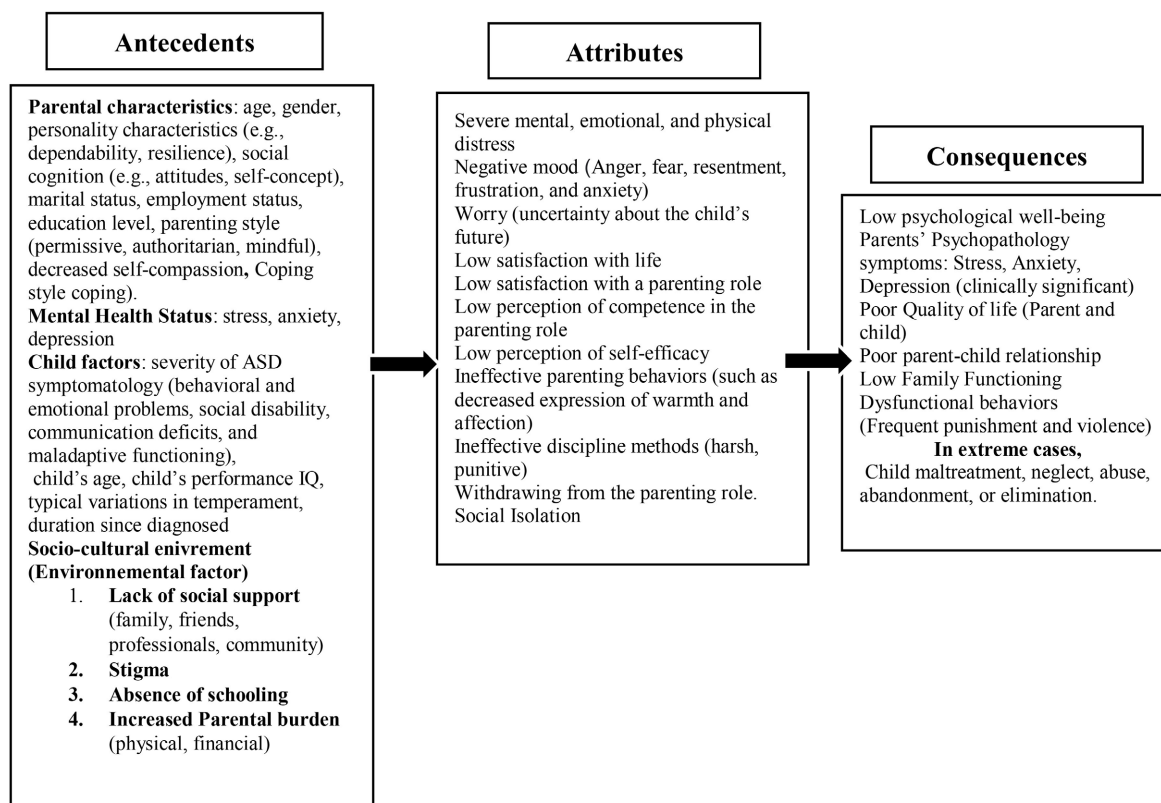 Antecedents
Parental characteristics: age, gender,
personality characteristics (e.g.,
dependability, resilience), social
cognition (e.g., attitudes, self-concept),
marital status, employment status,
education level, parenting style
(permissive, authoritarian, mindful),
decreased self-compassion, Coping
style coping).
Mental Health Status: stress, anxiety,
depression
Child factors: severity of ASD
symptomatology (behavioral and
emotional problems, social disability,
communication deficits, and
maladaptive functioning),
child's age, child's performance IQ,
typical variations in temperament,
duration since diagnosed
Socio-cultural enivrement
(Environnemental factor)
1. Lack of social support
(family, friends,
professionals, community)
2. Stigma
3. Absence of schooling
4. Increased Parental burden
(physical, financial)
Attributes
Severe mental, emotional, and physical
distress
Negative mood (Anger, fear, resentment,
frustration, and anxiety)
Worry (uncertainty about the child's
future)
Low satisfaction with life
Low satisfaction with a parenting role
Low perception of competence in the
parenting role
Low perception of self-efficacy
Ineffective parenting behaviors (such as
decreased expression of warmth and
affection)
Ineffective discipline methods (harsh,
punitive)
Withdrawing from the parenting role.
Social Isolation
Consequences
Low psychological well-being
Parents' Psychopathology
symptoms: Stress, Anxiety,
Depression (clinically significant)
Poor Quality of life (Parent and
child)
Poor parent-child relationship
Low Family Functioning
Dysfunctional behaviors
(Frequent punishment and violence)
In extreme cases,
Child maltreatment, neglect, abuse,
abandonment, or elimination.